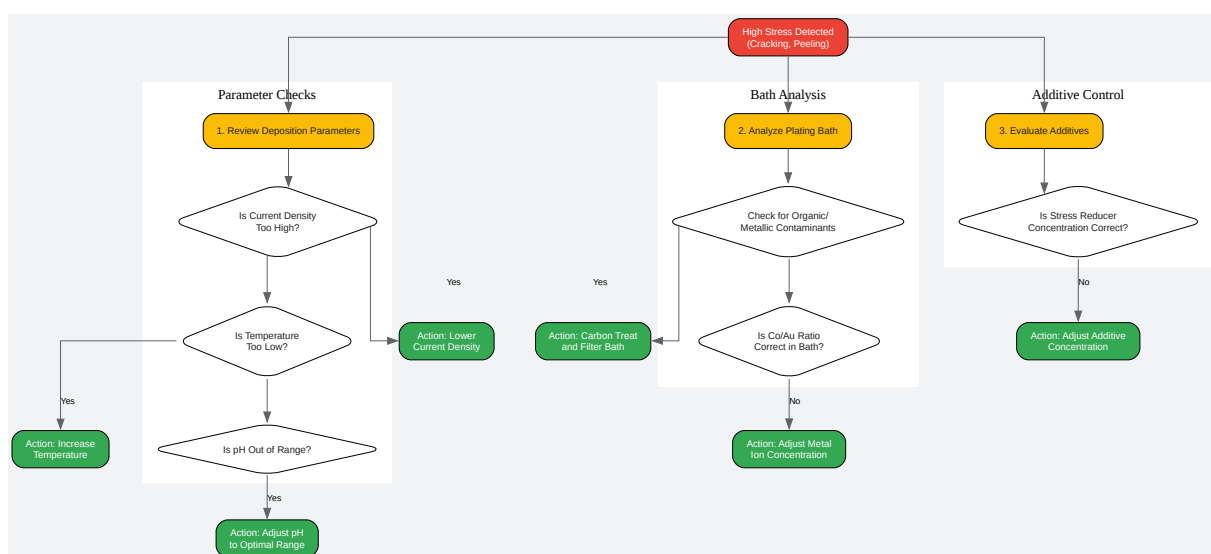 High Stress Detected
(Cracking, Peeling)
Parameter Checks
Bath Analysis
Additive Control
1. Review Deposition Parameters
2. Analyze Plating Bath
3. Evaluate Additives
Is Current Density
Too High?
Check for Organic/
Metallic Contaminants
Is Stress Reducer
Concentration Correct?
Yes
Yes
No
Is Temperature
Too Low?
Action: Lower
Current Density
Action: Carbon Treat
and Filter Bath
Is Co/Au Ratio
Correct in Bath?
Action: Adjust Additive
Concentration
Yes
No
Action: Increase
Temperature
Is pH Out of Range?
Action: Adjust Metal
Ion Concentration
Yes
Action: Adjust pH
to Optimal Range